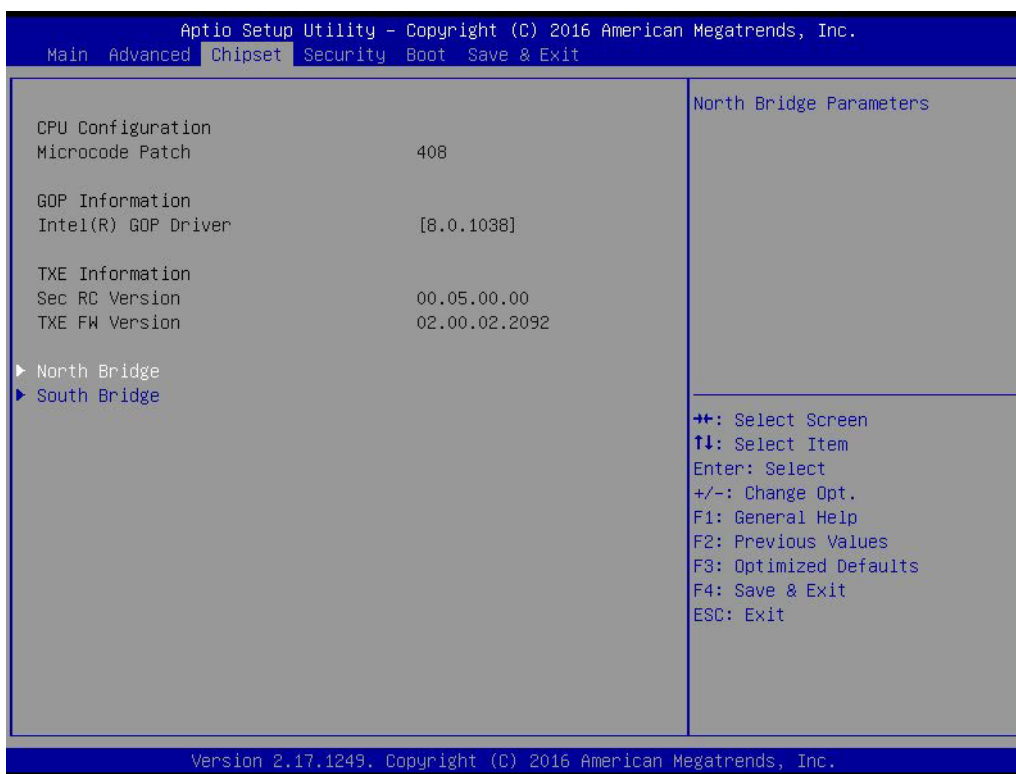 Aptio Setup Utility – Copyright (C) 2016 American Megatrends, Inc.
Main Advanced Chipset Security Boot Save & Exit
CPU Configuration
Microcode Patch 408
GOP Information
Intel(R) GOP Driver [8.0.1038]
TXE Information
Sec RC Version 00.05.00.00
TXE FW Version 02.00.02.2092
▶ North Bridge
▶ South Bridge
North Bridge Parameters
→←: Select Screen
↑↓: Select Item
Enter: Select
+/-: Change Opt.
F1: General Help
F2: Previous Values
F3: Optimized Defaults
F4: Save & Exit
ESC: Exit
Version 2.17.1249. Copyright (C) 2016 American Megatrends, Inc.